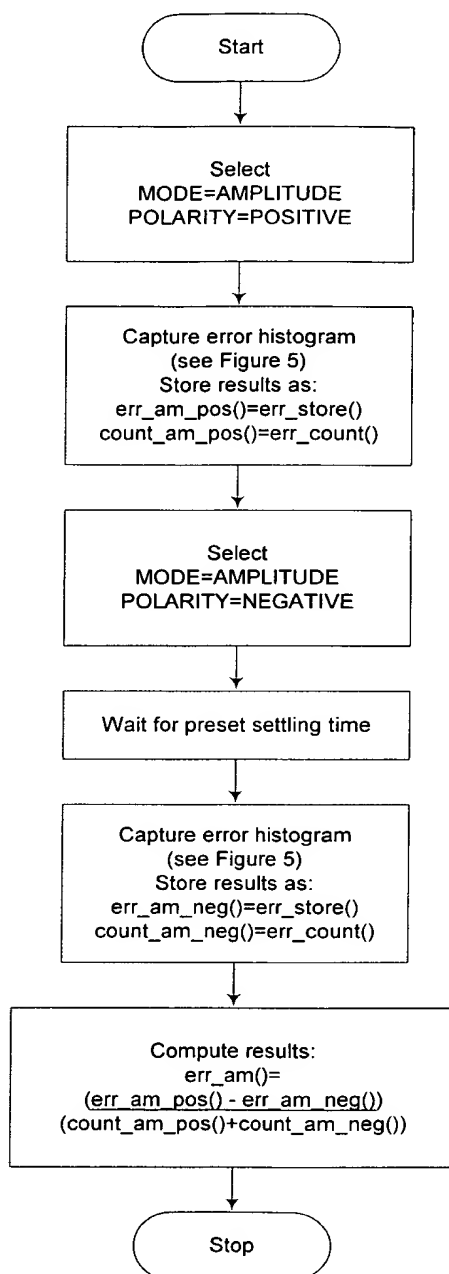 Start
Select
MODE=AMPLITUDE
POLARITY=POSITIVE
Capture error histogram
(see Figure 5)
Store results as:
err_am_pos()=err_store()
count_am_pos()=err_count()
Select
MODE=AMPLITUDE
POLARITY=NEGATIVE
Wait for preset settling time
Capture error histogram
(see Figure 5)
Store results as:
err_am_neg()=err_store()
count_am_neg()=err_count()
Compute results:
err_am()=
(err_am_pos() - err_am_neg())
(count_am_pos()+count_am_neg())
Stop